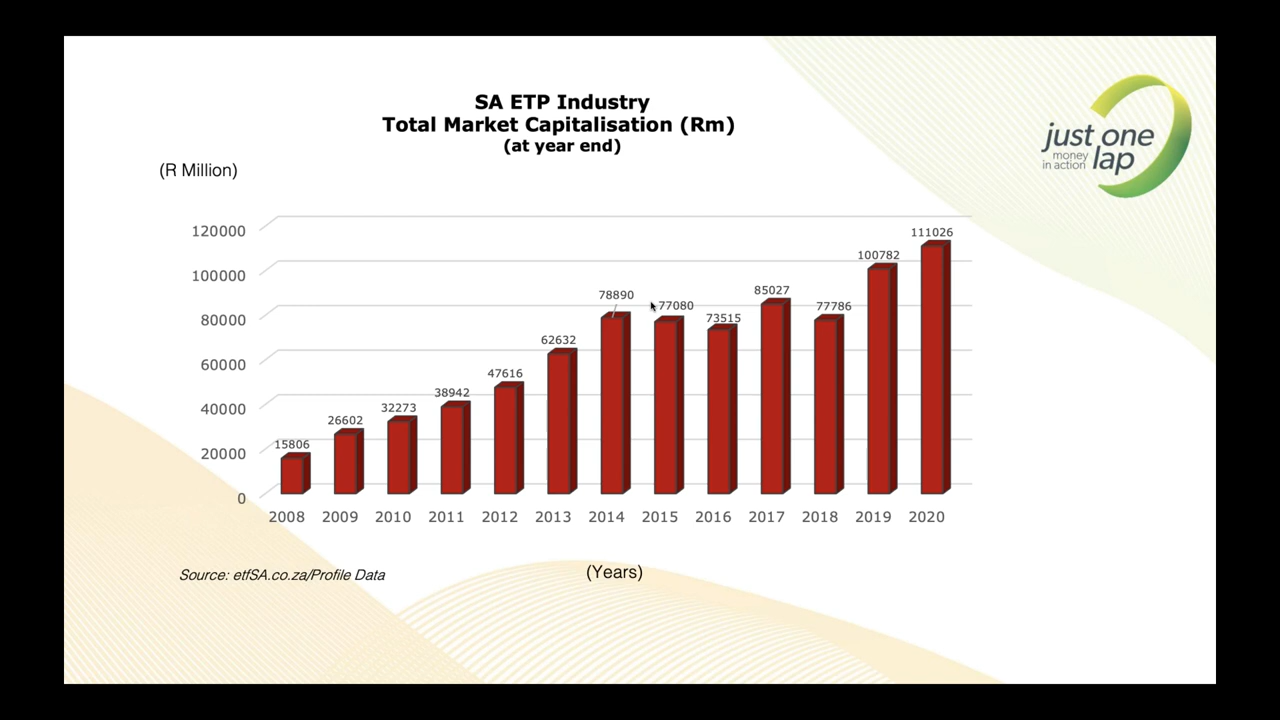 SA ETP Industry
Total Market Capitalisation (Rm)
(at year end)
just one
money
in action
lap
(R Million)
120000
100000
80000
60000
40000
20000
0
15806
26602
32273
38942
47616
62632
78890
77080
73515
85027
77786
100782
111026
2008 2009 2010 2011 2012 2013 2014 2015 2016 2017 2018 2019 2020
(Years)
Source: etfSA.co.za/Profile Data